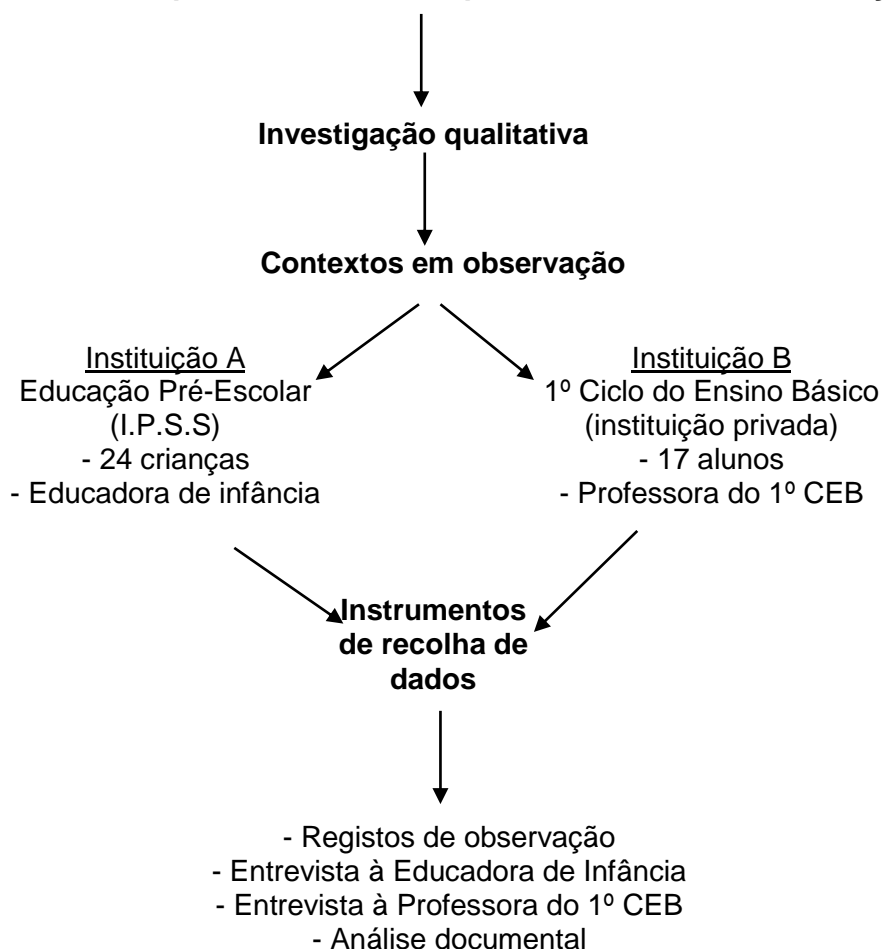 Investigação qualitativa
Contextos em observação
Instituição A
Educação Pré-Escolar
(I.P.S.S)
- 24 crianças
- Educadora de infância
Instituição B
1º Ciclo do Ensino Básico
(instituição privada)
- 17 alunos
- Professora do 1º CEB
Instrumentos
de recolha de
dados
- Registos de observação
- Entrevista à Educadora de Infância
- Entrevista à Professora do 1º CEB
- Análise documental